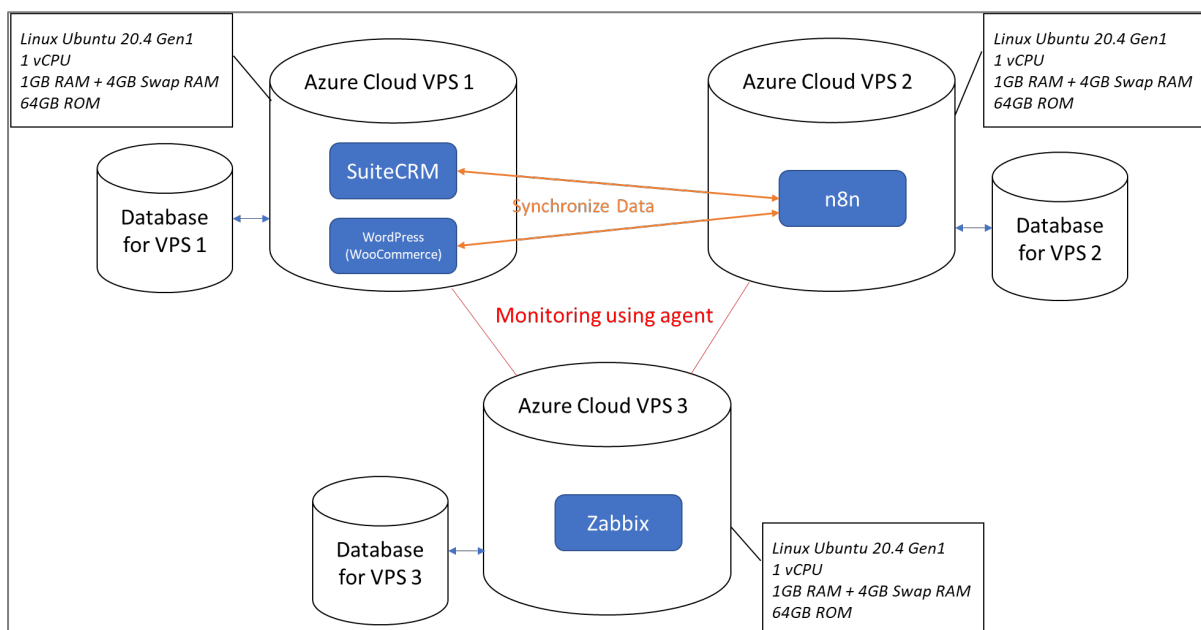 Linux Ubuntu 20.4 Gen1
1 vCPU
1GB RAM + 4GB Swap RAM
64GB ROM
Azure Cloud VPS 1
Azure Cloud VPS 2
Linux Ubuntu 20.4 Gen1
1 vCPU
1GB RAM + 4GB Swap RAM
64GB ROM
SuiteCRM
Synchronize Data
n8n
WordPress
(WooCommerce)
Database
for VPS 1
Database
for VPS 2
Monitoring using agent
Azure Cloud VPS 3
Zabbix
Database
for VPS 3
Linux Ubuntu 20.4 Gen1
1 vCPU
1GB RAM + 4GB Swap RAM
64GB ROM